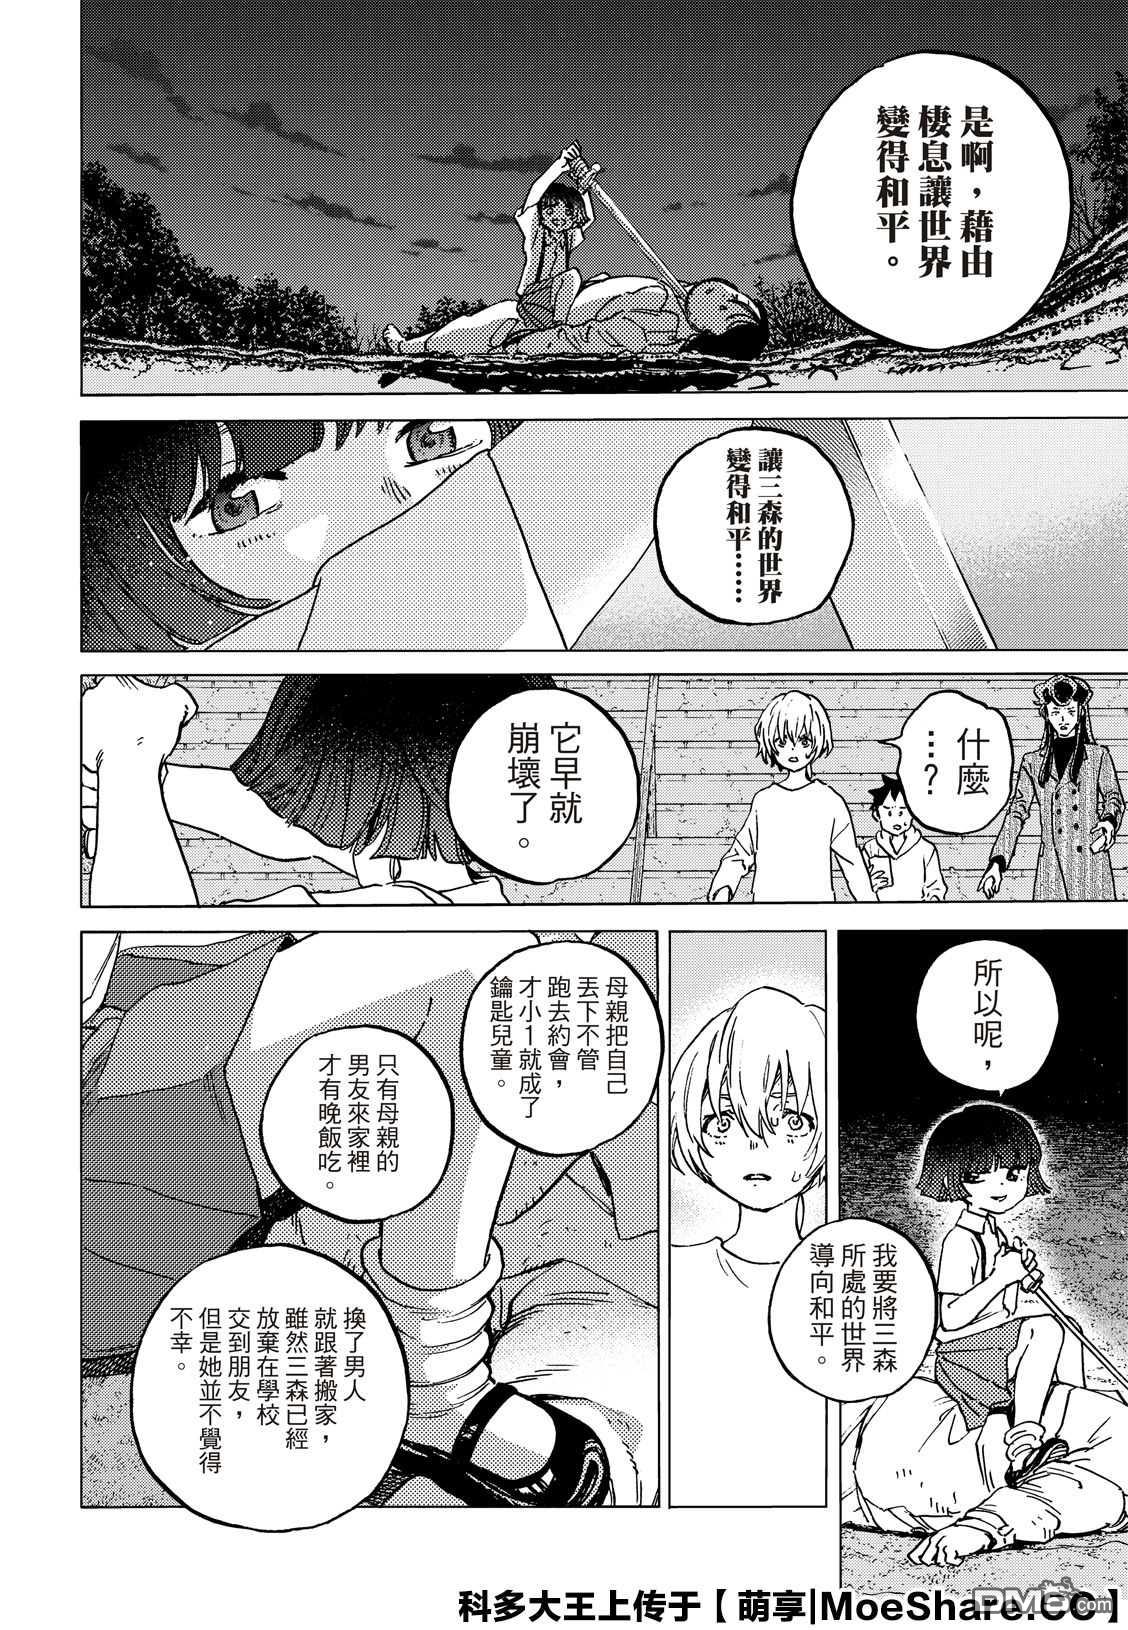 是啊，藉由
棲息讓世界
變得和平。
讓三森的世界
變得和平……
什麼
…？
它早就
崩壞了。
所以呢，
我要將三森
所處的世界
導向和平。
母親把自己
丟下不管
跑去約會，
才小1就成了
鑰匙兒童。
只有母親的
男友來家裡
才有晚飯吃。
換了男人
就跟著搬家，
雖然三森已經
放棄在學校
交到朋友，
但是她並不覺得
不幸。
科多大王上传于【萌享|MoeShare.CC】